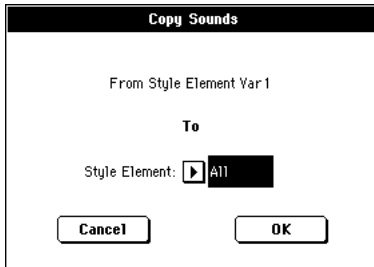 Copy Sounds
From Style Element Var1
To
Style Element: All
Cancel OK